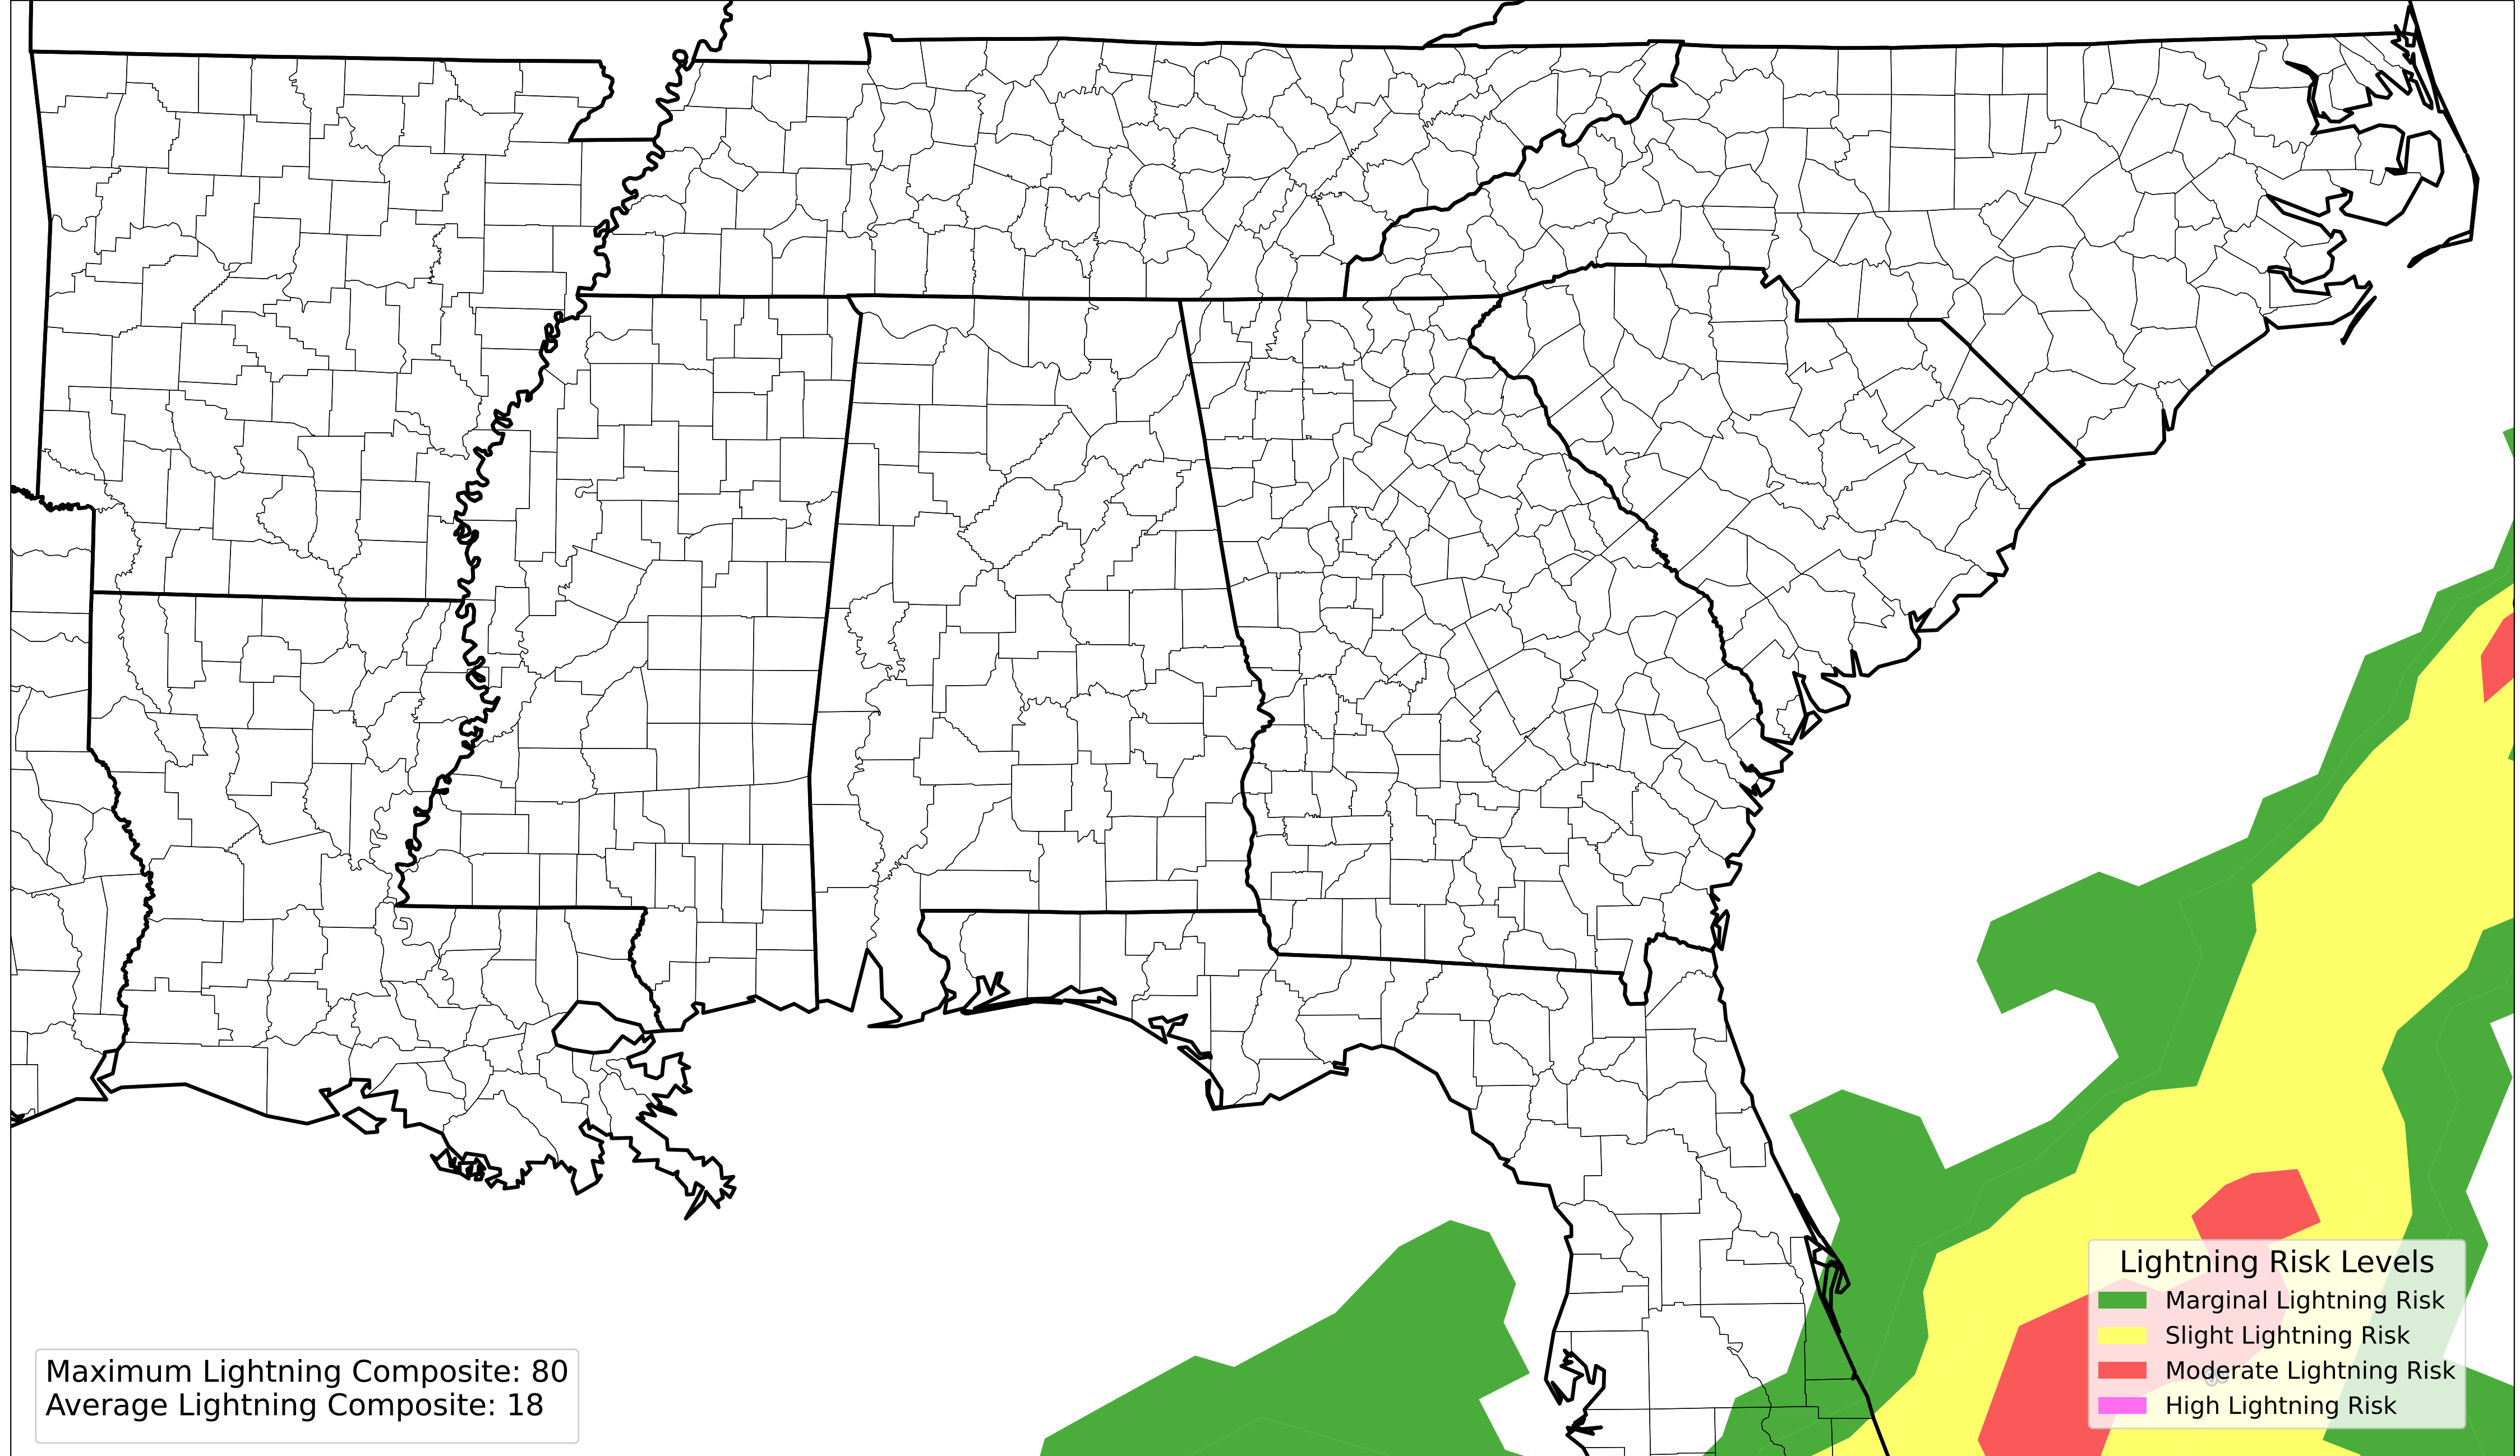 Lightning Risk Levels
Marginal Lightning Risk
Slight Lightning Risk
Moderate Lightning Risk
High Lightning Risk
Maximum Lightning Composite: 80
Average Lightning Composite: 18